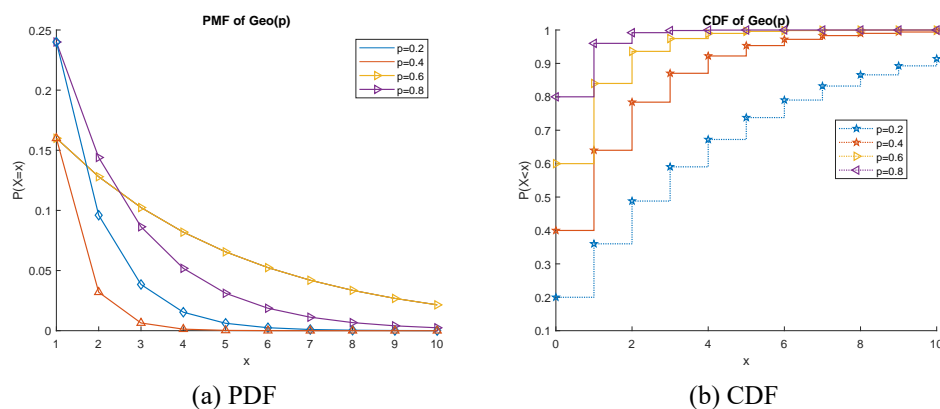 PMF of Geo(p)
0.25
0.2
0.15
0.1
0.05
0
P(X=x)
1 2 3 4 5 6 7 8 9 10
x
p=0.2
p=0.4
p=0.6
p=0.8
(a) PDF
CDF of Geo(p)
1
0.9
0.8
0.7
0.6
0.5
0.4
0.3
0.2
0.1
P(X<x)
0 2 4 6 8 10
x
p=0.2
p=0.4
p=0.6
p=0.8
(b) CDF